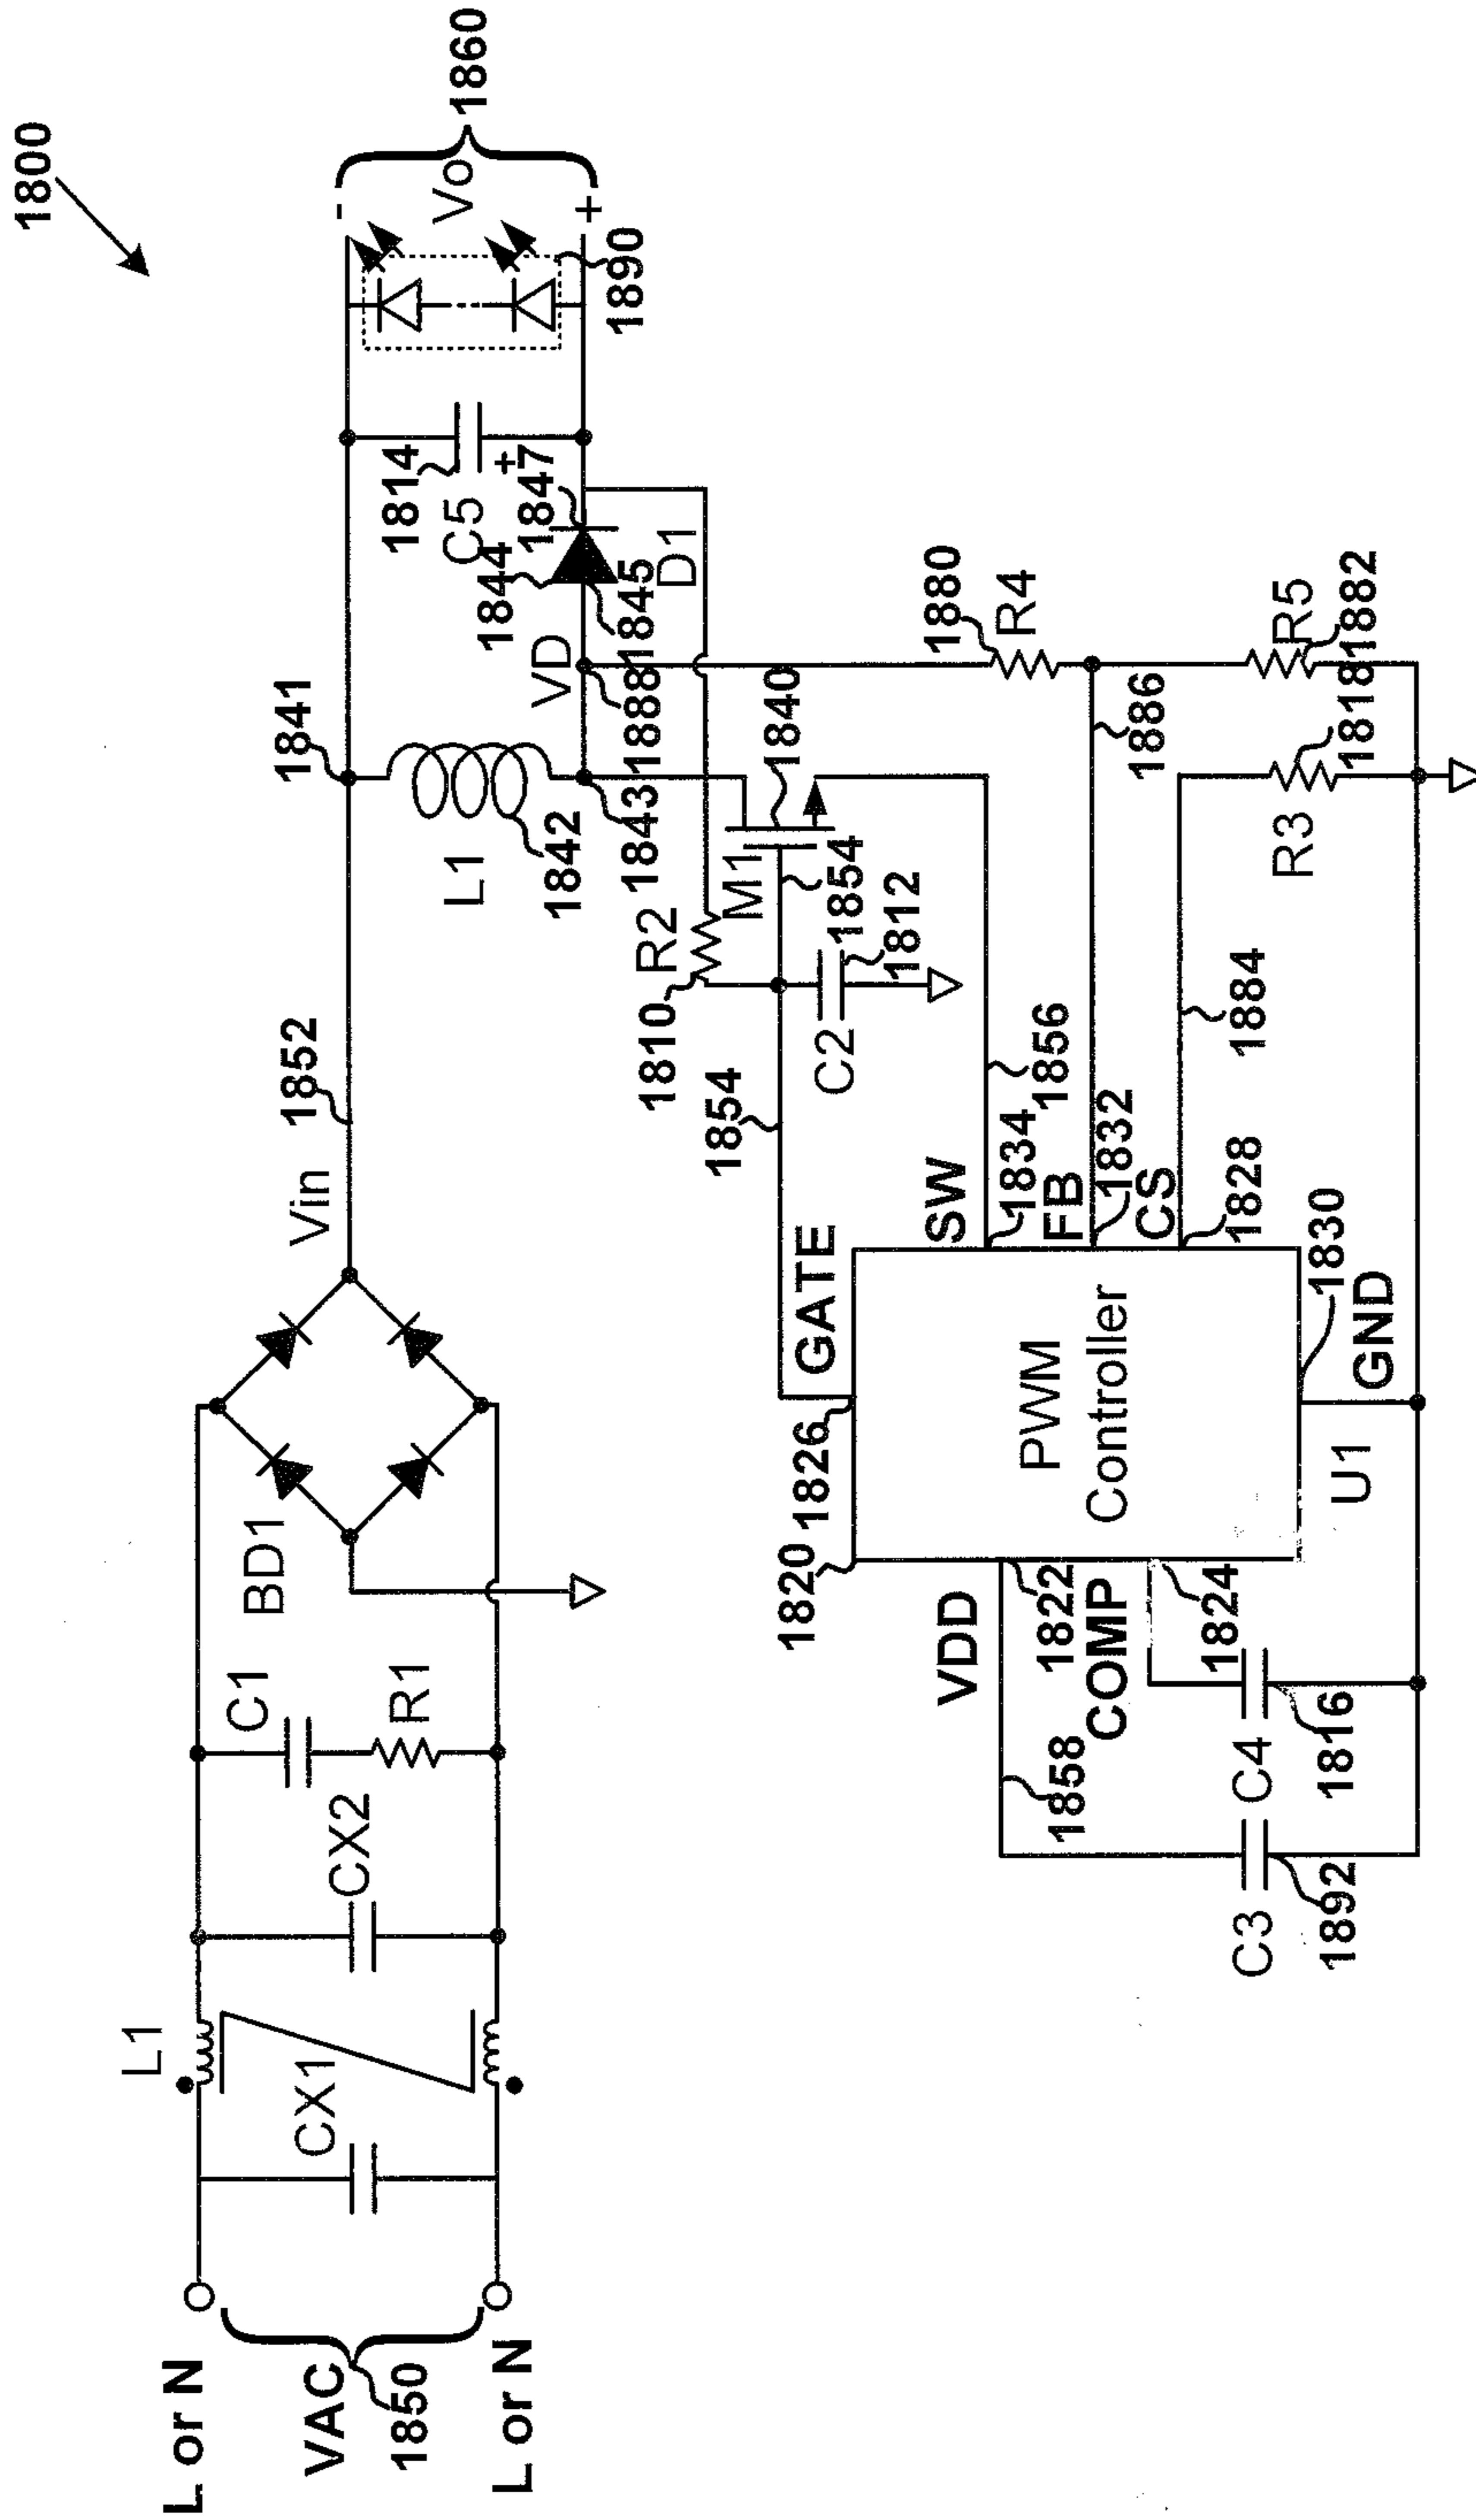 1800
L or N
VAC
1850
L or N
L1
CX1
CX2
C1
R1
BD1
Vin
1852
1841
L1
1842
1843
1888
VD
1845
1844
D1
1847
C5
1814
+
-
Vo
+
1860
1890
1810
R2
M1
1840
1854
1854
C2
1812
1880
R4
1886
R5
1882
1818
R3
1884
1856
SW
1834
FB
1832
CS
1828
GATE
1826
1820
PWM
Controller
U1
1830
GND
VDD
1822
COMP
1824
1858
C4
1816
C3
1892